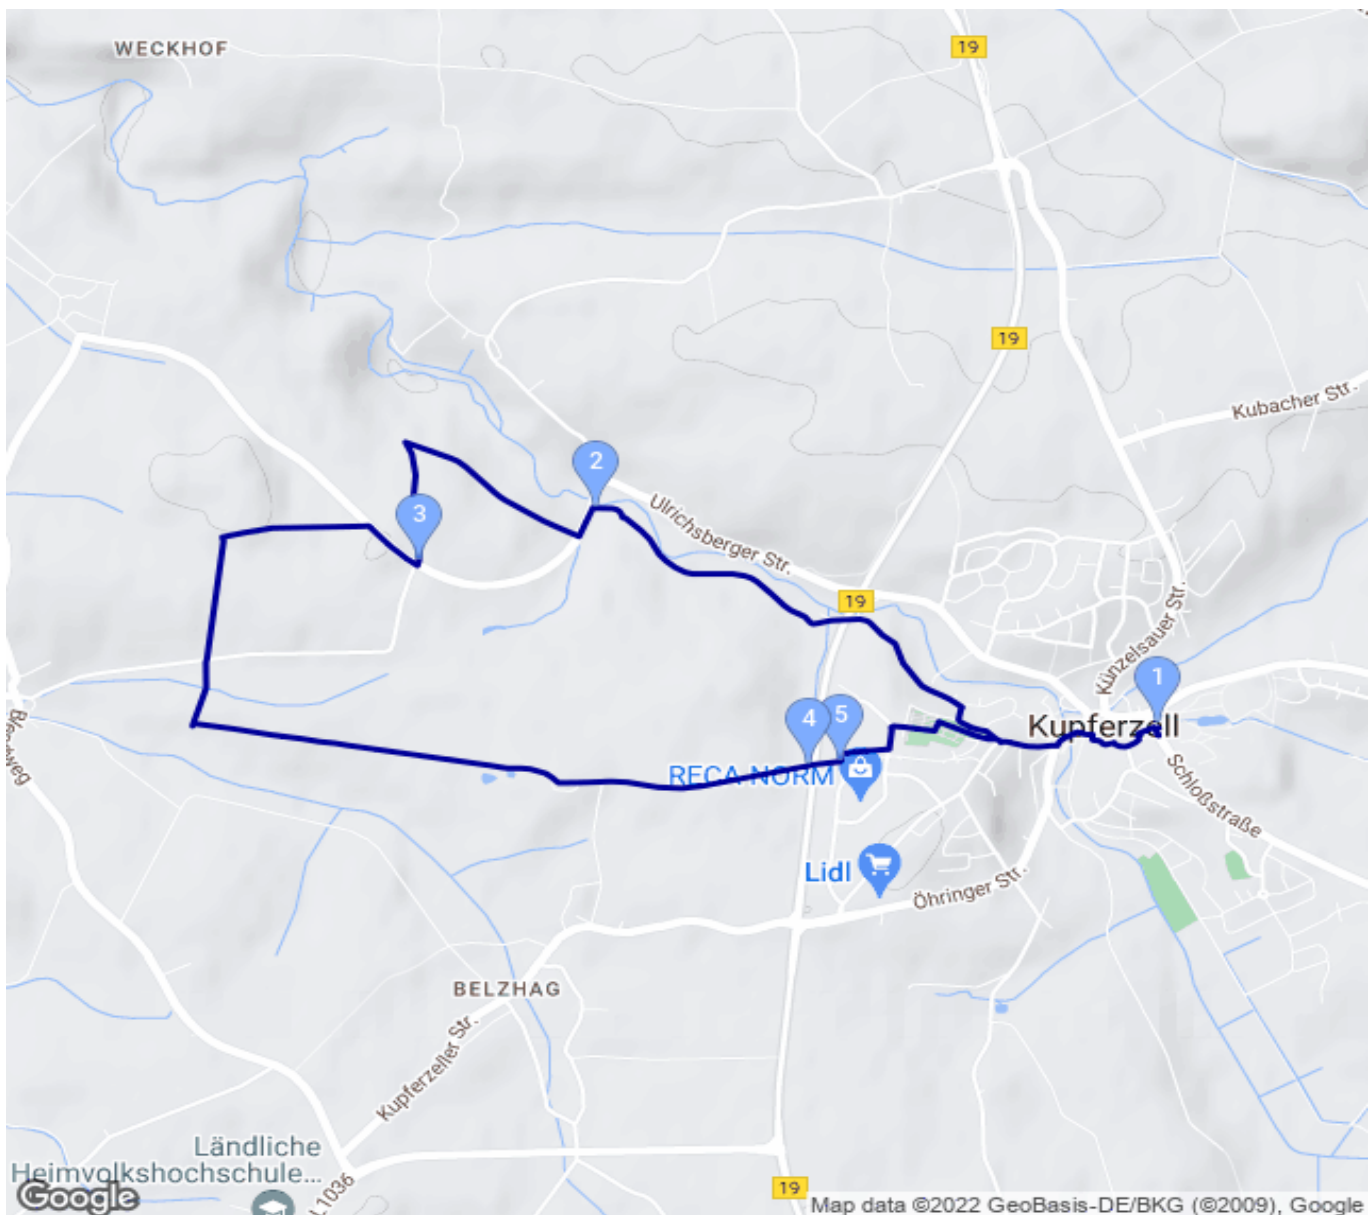 WECKHOF
19
19
Kubacher Str.
2
Ulrichsberger Str.
3
19
Künzelsauer Str.
1
Kupferzell
4
5
RECA NORM
Schloßstraße
Lidl
Öhringer Str.
BELZHAG
Kupferzeller Str.
Ländliche
Heimvolkshochschule...
L1036
19
Google
Map data ©2022 GeoBasis-DE/BKG (©2009), Google